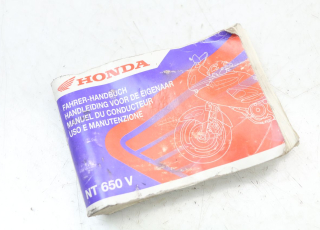 HONDA
FAHRER-HANDBUCH
HANDLEIDING VOOR DE EIGENAAR
MANUEL DU CONDUCTEUR
USO E MANUTENZIONE
NT 650 V